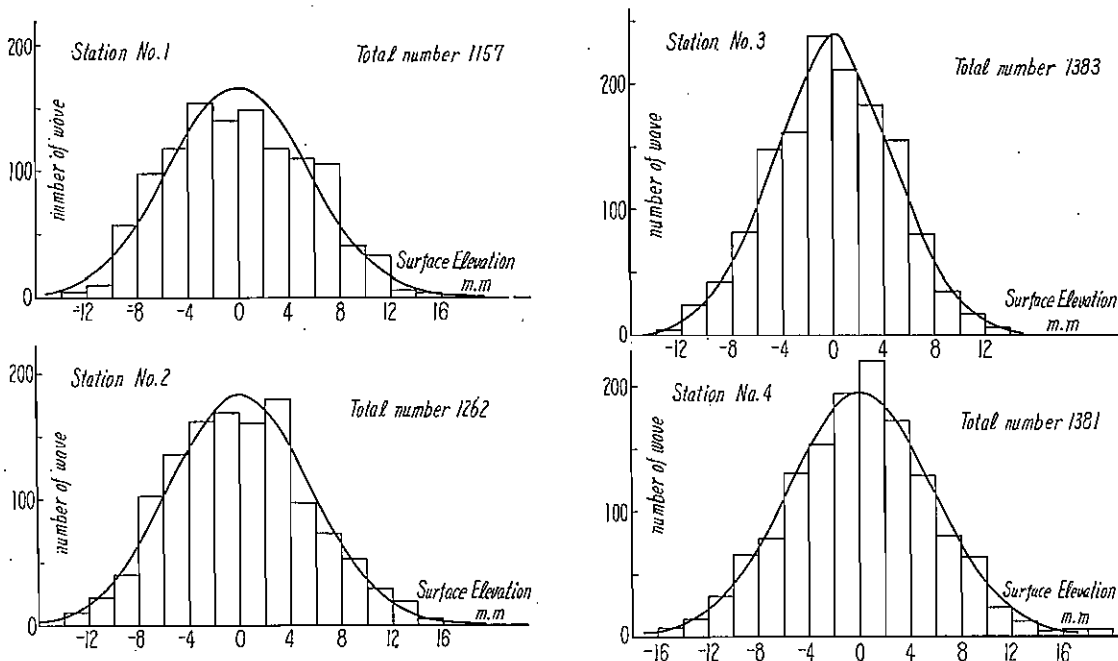 Station No.1
Total number 1157
number of wave
200
100
0
Surface Elevation
m.m
-12 -8 -4 0 4 8 12 16
Station No.3
Total number 1383
number of wave
200
100
0
Surface Elevation
m.m
-12 -8 -4 0 4 8 12
Station No.2
Total number 1262
number of wave
200
100
0
Surface Elevation
m.m
-12 -8 -4 0 4 8 12 16
Station No.4
Total number 1381
number of wave
200
100
0
Surface Elevation
m.m
-16 -12 -8 -4 0 4 8 12 16